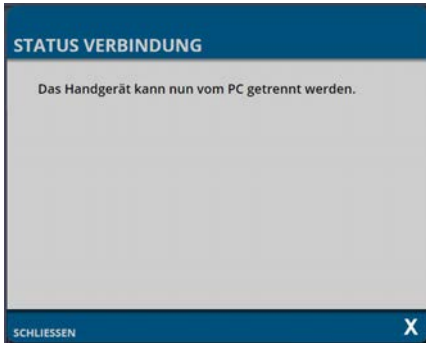 STATUS VERBINDUNG
Das Handgerät kann nun vom PC getrennt werden.
SCHLIESSEN X